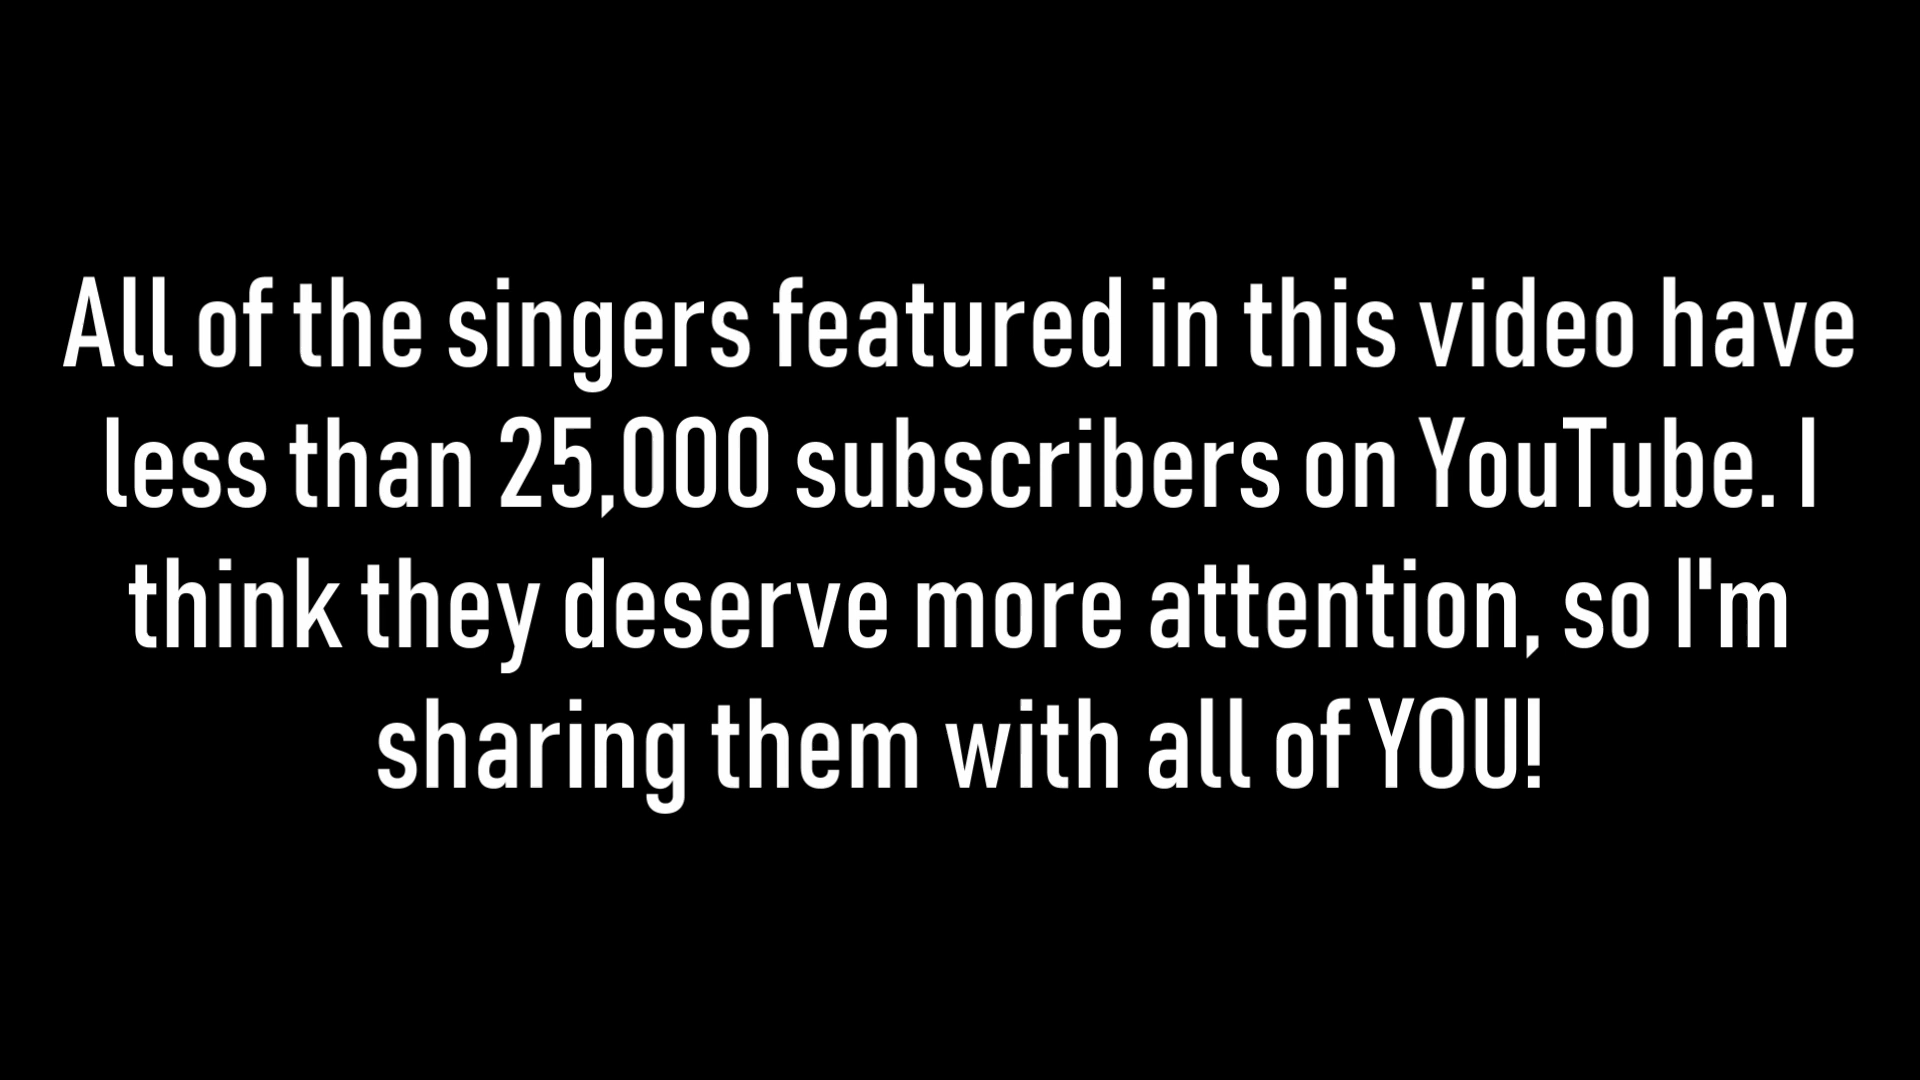 All of the singers featured in this video have
less than 25,000 subscribers on YouTube. I
think they deserve more attention, so I'm
sharing them with all of YOU!